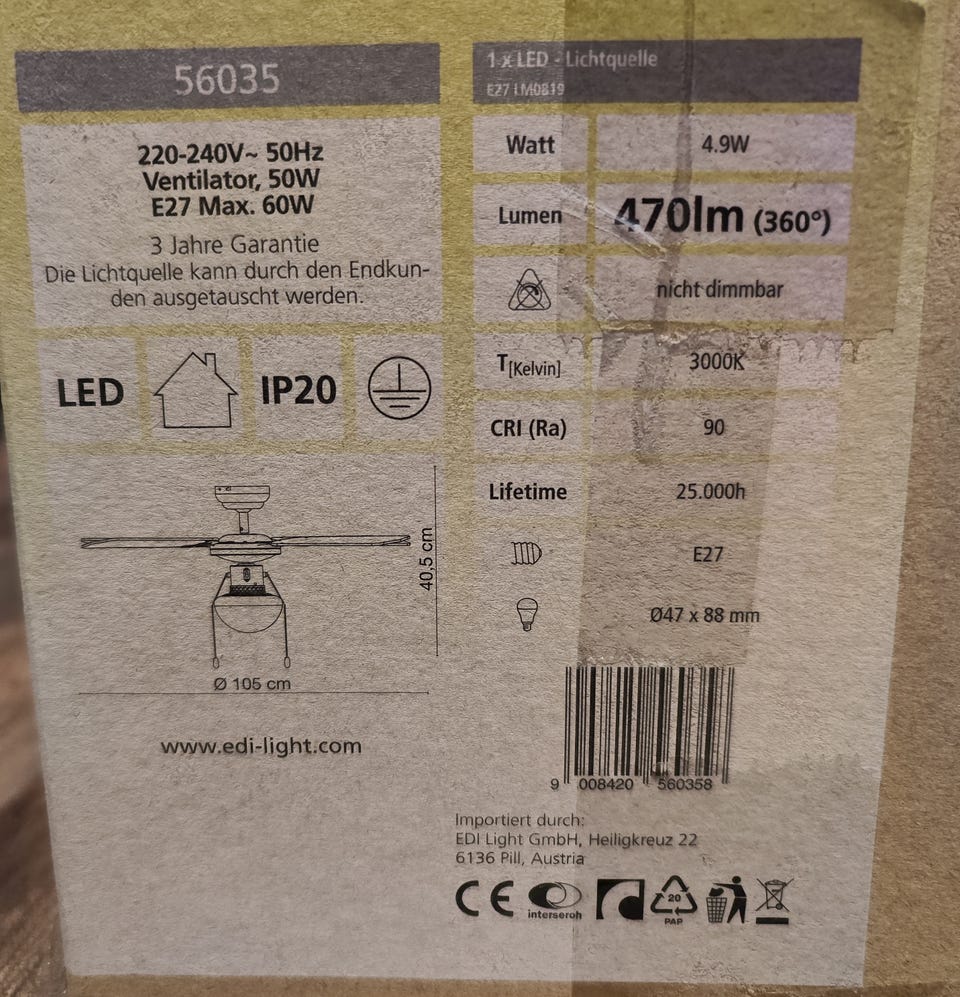 56035
220-240V~ 50Hz
Ventilator, 50W
E27 Max. 60W
3 Jahre Garantie
Die Lichtquelle kann durch den Endkun-
den ausgetauscht werden.
LED
IP20
40,5 cm
Ø 105 cm
www.edi-light.com
1 x LED - Lichtquelle
E27 LM0819
Watt 4.9W
Lumen 470lm (360°)
nicht dimmbar
T[Kelvin] 3000K
CRI (Ra) 90
Lifetime 25.000h
E27
Ø47 x 88 mm
9 008420 560358
Importiert durch:
EDI Light GmbH, Heiligkreuz 22
6136 Pill, Austria
CE
interseroh
20
PAP